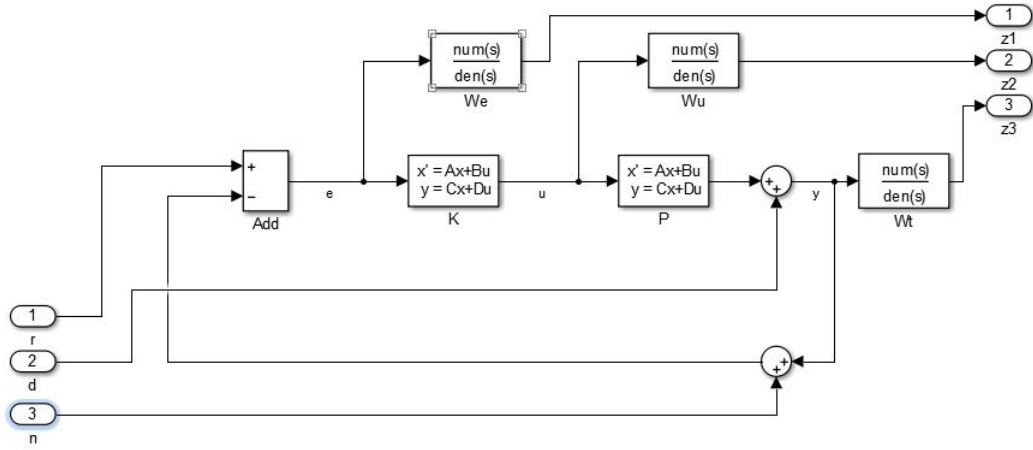 1
z1
num(s)
den(s)
We
num(s)
den(s)
Wu
2
z2
3
z3
+
−
Add
e
x' = Ax+Bu
y = Cx+Du
K
u
x' = Ax+Bu
y = Cx+Du
P
+
+
y
num(s)
den(s)
Wt
1
r
2
d
+
+
3
n